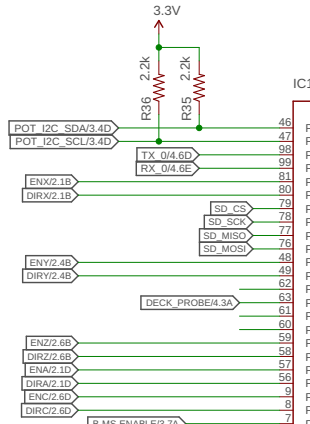 3.3V
2.2k
2.2k
R36
R35
IC1
POT_I2C_SDA/3.4D
46
POT_I2C_SCL/3.4D
47
TX_0/4.6D
98
RX_0/4.6E
99
ENX/2.1B
81
DIRX/2.1B
80
SD_CS
79
SD_SCK
78
SD_MISO
77
SD_MOSI
76
ENY/2.4B
48
DIRY/2.4B
49
62
DECK_PROBE/4.3A
63
61
60
ENZ/2.6B
59
DIRZ/2.6B
58
ENA/2.1D
57
DIRA/2.1D
56
ENC/2.6D
9
DIRC/2.6D
8
7